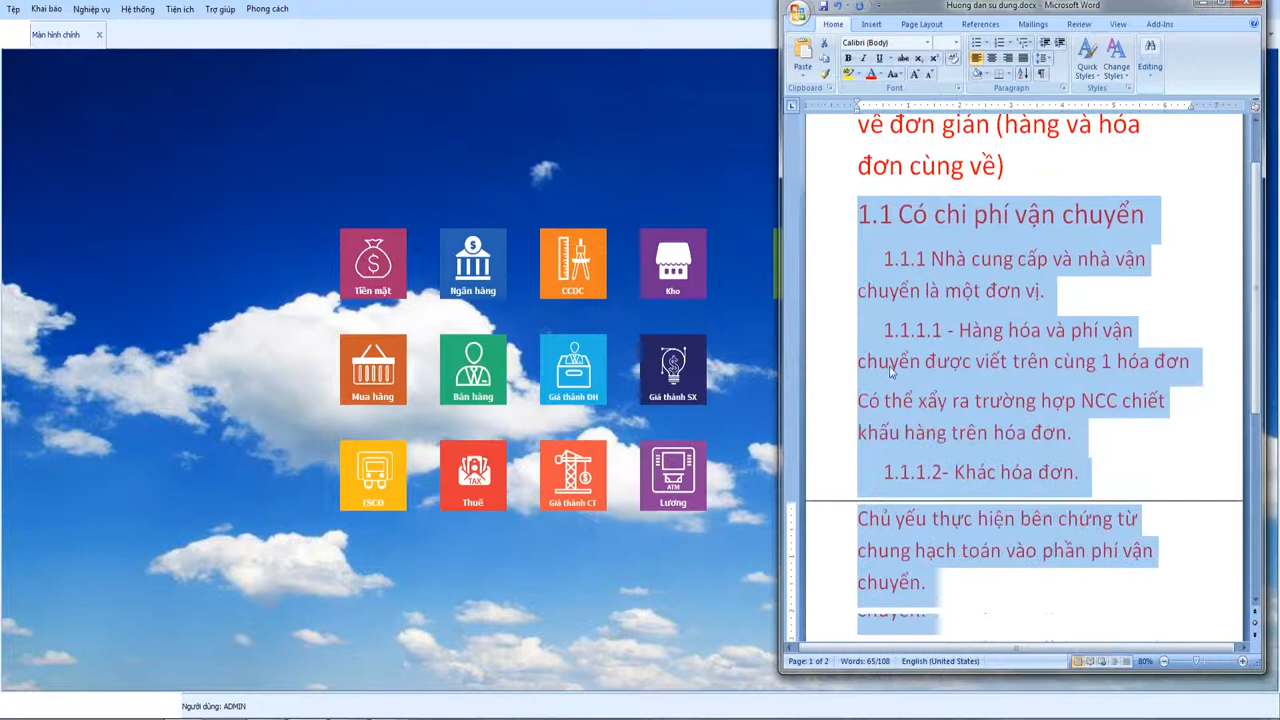 Tệp Khai báo Nghiệp vụ Hệ thống Tiện ích Trợ giúp Phong cách
Màn hình chính
Tiền mặt
Ngân hàng
CCDC
Kho
Mua hàng
Bán hàng
Giá thành ĐH
Giá thành SX
TSCD
Thuế
TAX
Giá thành CT
Lương
ATM
Người dùng: ADMIN
Huong dan su dung.docx - Microsoft Word
Home Insert Page Layout References Mailings Review View Add-Ins
Paste
Clipboard
Calibri (Body)
Font
Paragraph
Quick Styles
Change Styles
Styles
Editing
về đơn gián (hàng và hóa
đơn cùng về)
1.1 Có chi phí vận chuyển
1.1.1 Nhà cung cấp và nhà vận
chuyển là một đơn vị.
1.1.1.1 - Hàng hóa và phí vận
chuyển được viết trên cùng 1 hóa đơn
Có thể xẩy ra trường hợp NCC chiết
khấu hàng trên hóa đơn.
1.1.1.2- Khác hóa đơn.
Chủ yếu thực hiện bên chứng từ
chung hạch toán vào phần phí vận
chuyển.
Page: 1 of 2 Words: 65/108 English (United States) 80%